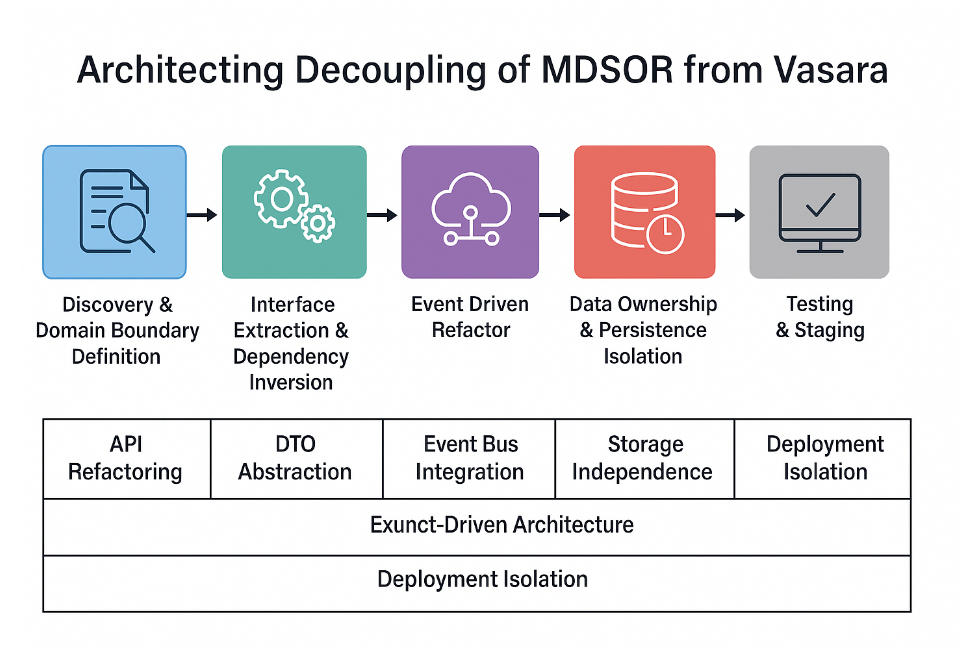 Architecting Decoupling of MDSOR from Vasara
Discovery &
Domain Boundary
Definition
Interface
Extraction &
Dependency
Inversion
Event Driven
Refactor
Data Ownership
& Persistence
Isolation
Testing
& Staging
API
Refactoring
DTO
Abstraction
Event Bus
Integration
Storage
Independence
Deployment
Isolation
Exunct-Driven Architecture
Deployment Isolation